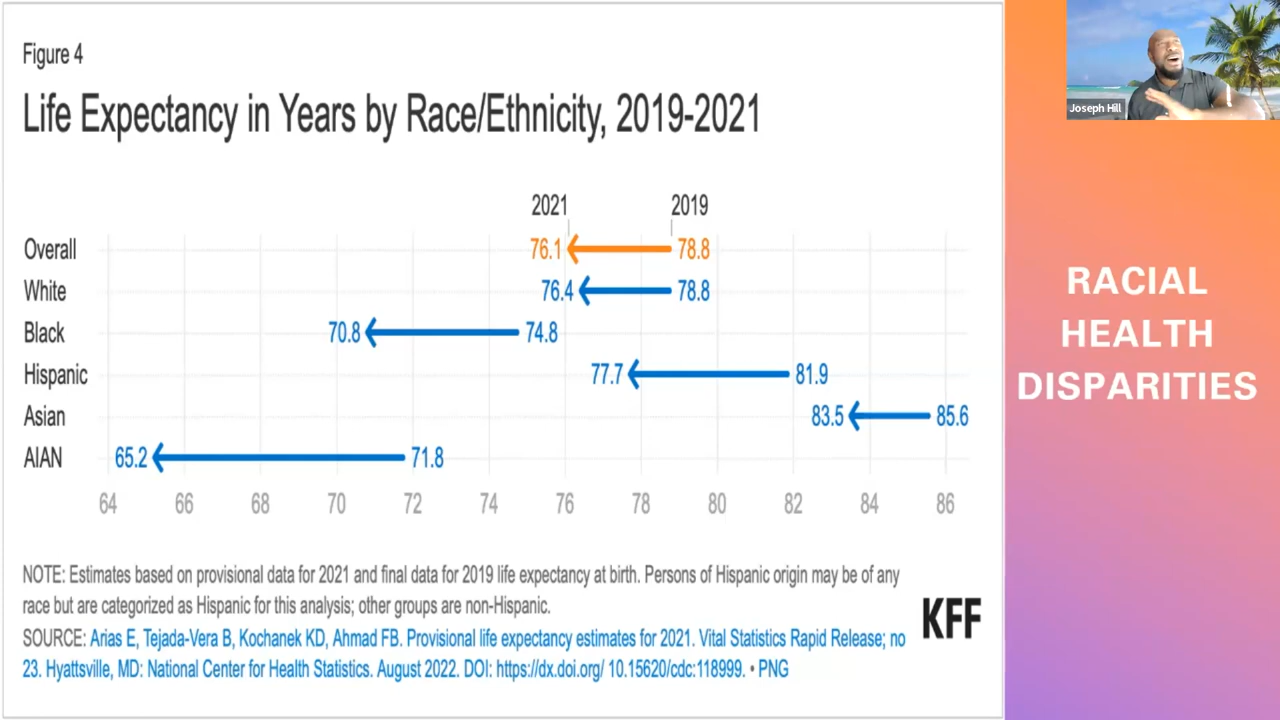 Figure 4
Life Expectancy in Years by Race/Ethnicity, 2019-2021
2021 2019
Overall 76.1 78.8
White 76.4 78.8
Black 70.8 74.8
Hispanic 77.7 81.9
Asian 83.5 85.6
AIAN 65.2 71.8
64 66 68 70 72 74 76 78 80 82 84 86
NOTE: Estimates based on provisional data for 2021 and final data for 2019 life expectancy at birth. Persons of Hispanic origin may be of any
race but are categorized as Hispanic for this analysis; other groups are non-Hispanic.
SOURCE: Arias E, Tejada-Vera B, Kochanek KD, Ahmad FB. Provisional life expectancy estimates for 2021. Vital Statistics Rapid Release; no
23. Hyattsville, MD: National Center for Health Statistics. August 2022. DOI: https://dx.doi.org/ 10.15620/cdc:118999. • PNG
KFF
Joseph Hill
RACIAL
HEALTH
DISPARITIES